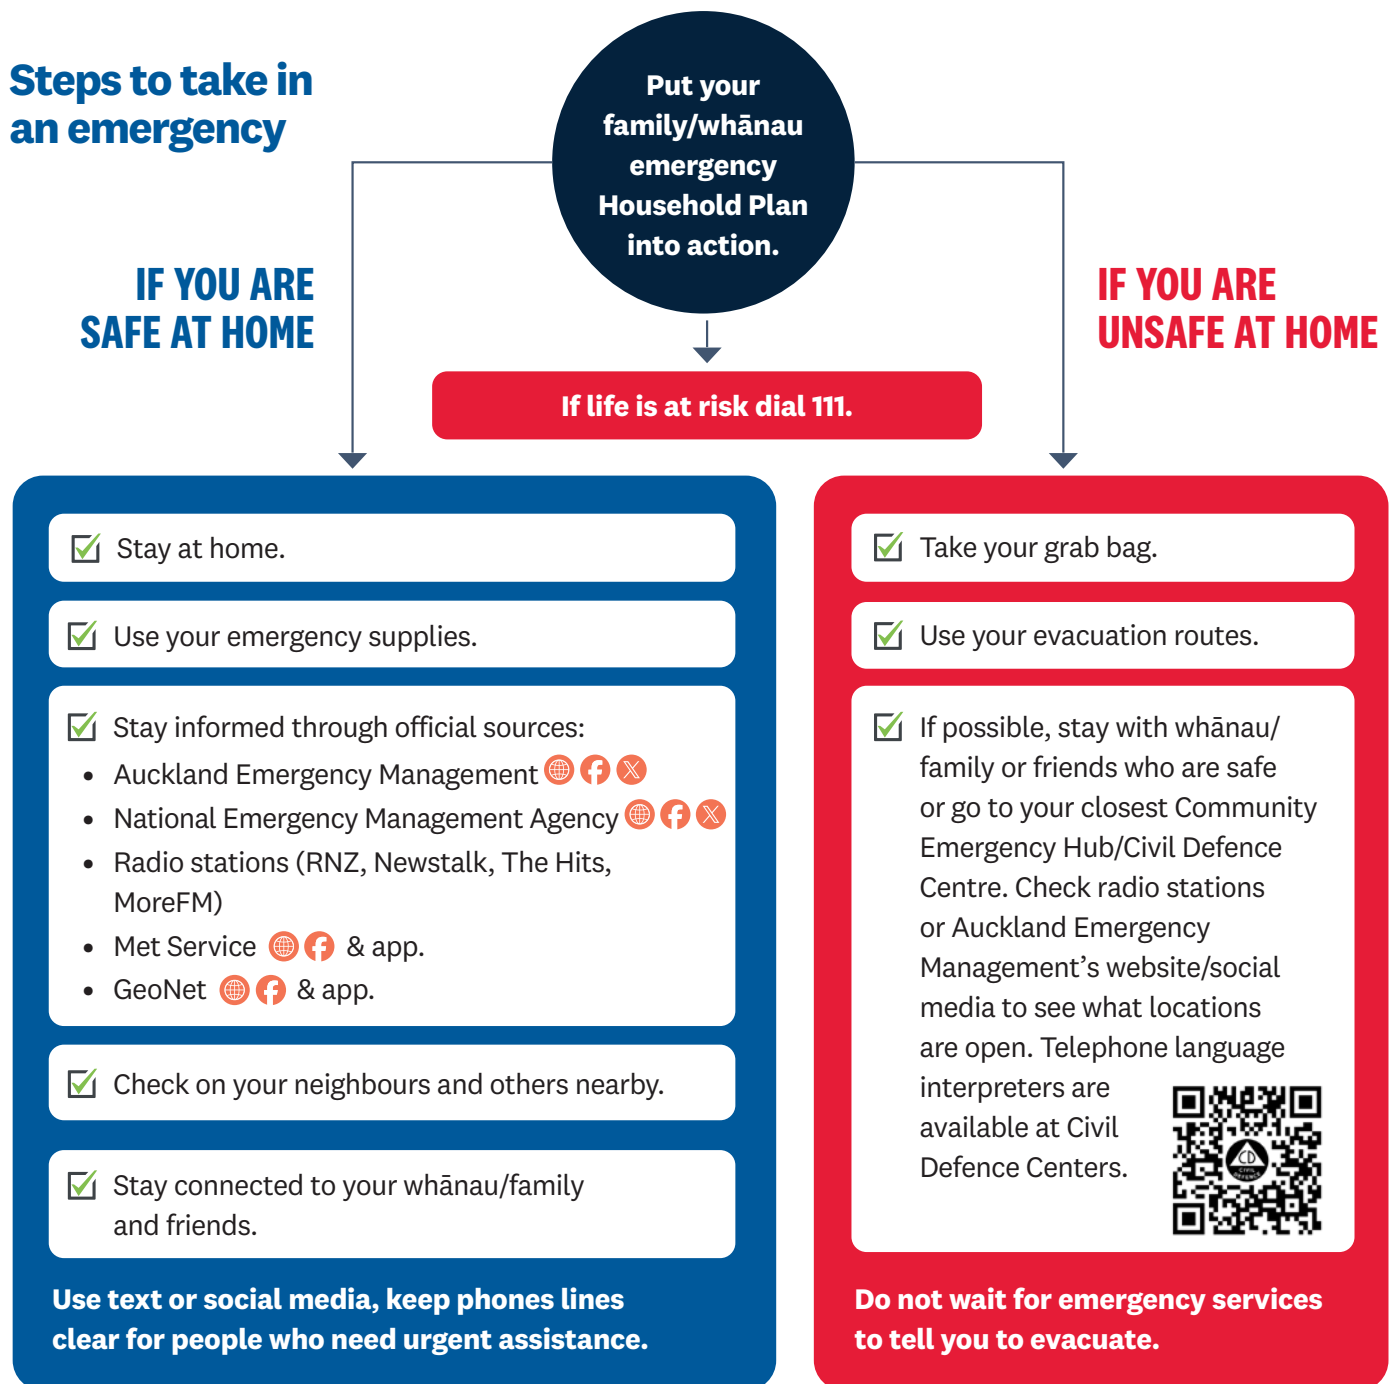 Steps to take in
an emergency
Put your
family/whānau
emergency
Household Plan
into action.
IF YOU ARE
SAFE AT HOME
IF YOU ARE
UNSAFE AT HOME
If life is at risk dial 111.
Stay at home.
Use your emergency supplies.
Stay informed through official sources:
• Auckland Emergency Management
• National Emergency Management Agency
• Radio stations (RNZ, Newstalk, The Hits,
MoreFM)
• Met Service & app.
• GeoNet & app.
Check on your neighbours and others nearby.
Stay connected to your whānau/family
and friends.
Use text or social media, keep phones lines
clear for people who need urgent assistance.
Take your grab bag.
Use your evacuation routes.
If possible, stay with whānau/
family or friends who are safe
or go to your closest Community
Emergency Hub/Civil Defence
Centre. Check radio stations
or Auckland Emergency
Management’s website/social
media to see what locations
are open. Telephone language
interpreters are
available at Civil
Defence Centers.
CD
CIVIL
DEFENCE
Do not wait for emergency services
to tell you to evacuate.